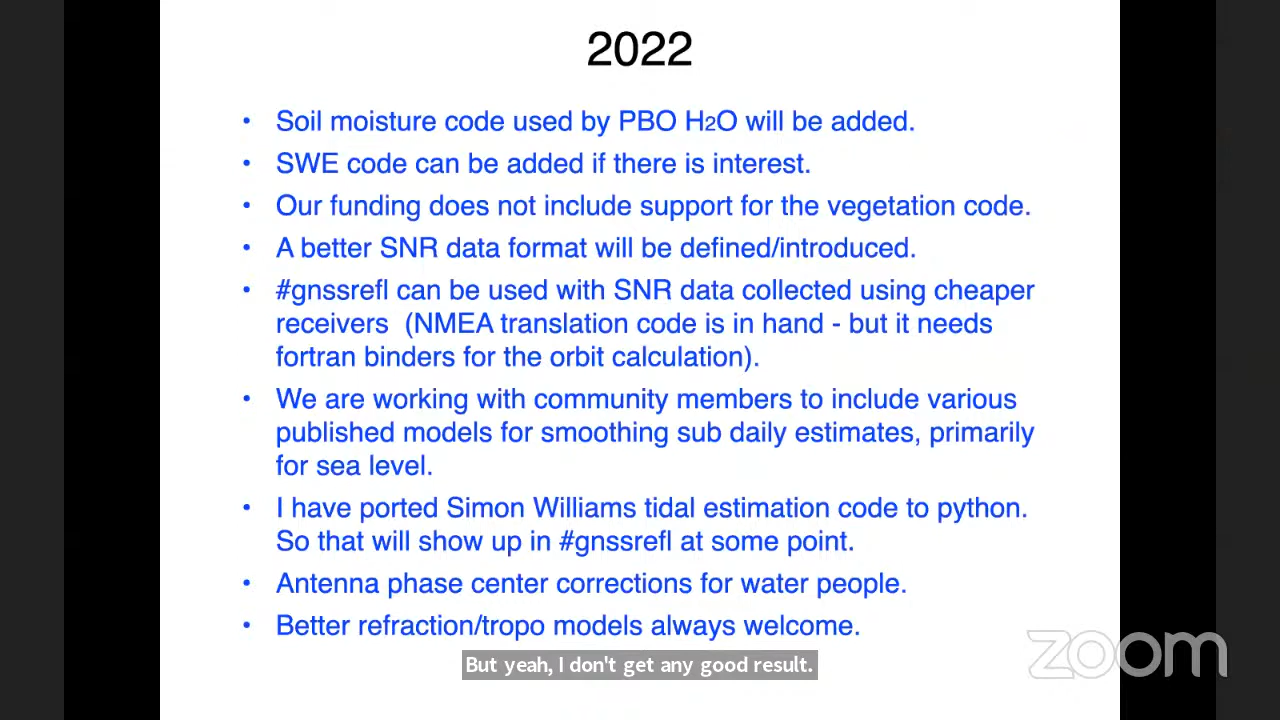 2022
• Soil moisture code used by PBO H2O will be added.
• SWE code can be added if there is interest.
• Our funding does not include support for the vegetation code.
• A better SNR data format will be defined/introduced.
• #gnssrefl can be used with SNR data collected using cheaper
receivers (NMEA translation code is in hand - but it needs
fortran binders for the orbit calculation).
• We are working with community members to include various
published models for smoothing sub daily estimates, primarily
for sea level.
• I have ported Simon Williams tidal estimation code to python.
So that will show up in #gnssrefl at some point.
• Antenna phase center corrections for water people.
• Better refraction/tropo models always welcome.
But yeah, I don't get any good result.
zoom